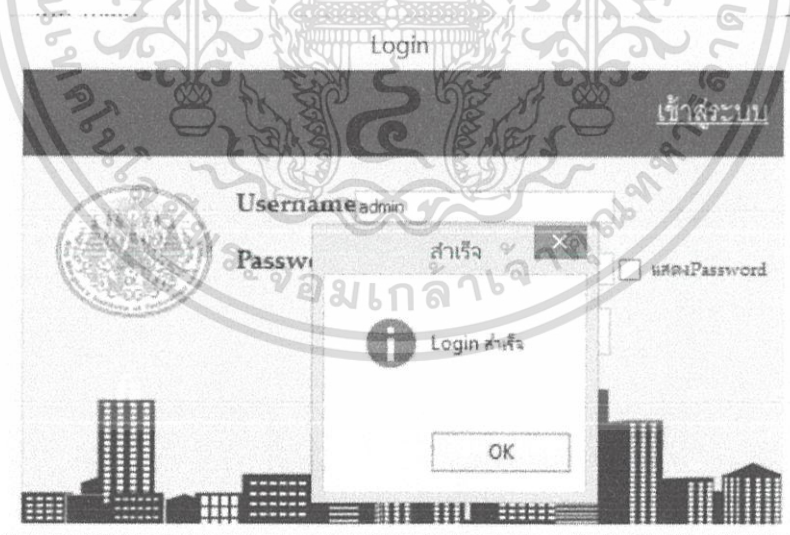 Login
เข้าสู่ระบบ
Username admin
สำเร็จ
Passw
แสดงPassword
Login สำเร็จ
OK